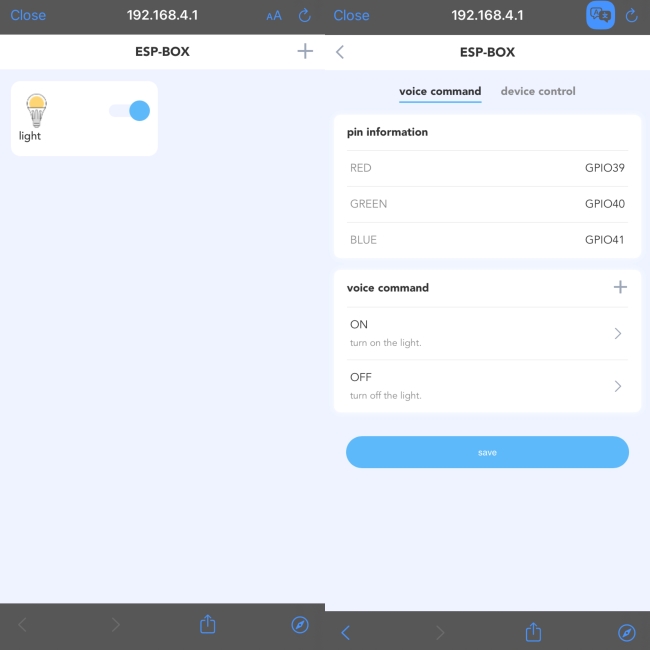 Close 192.168.4.1 AA
ESP-BOX
light
Close 192.168.4.1
ESP-BOX
voice command device control
pin information
RED GPIO39
GREEN GPIO40
BLUE GPIO41
voice command
ON
turn on the light.
OFF
turn off the light.
save